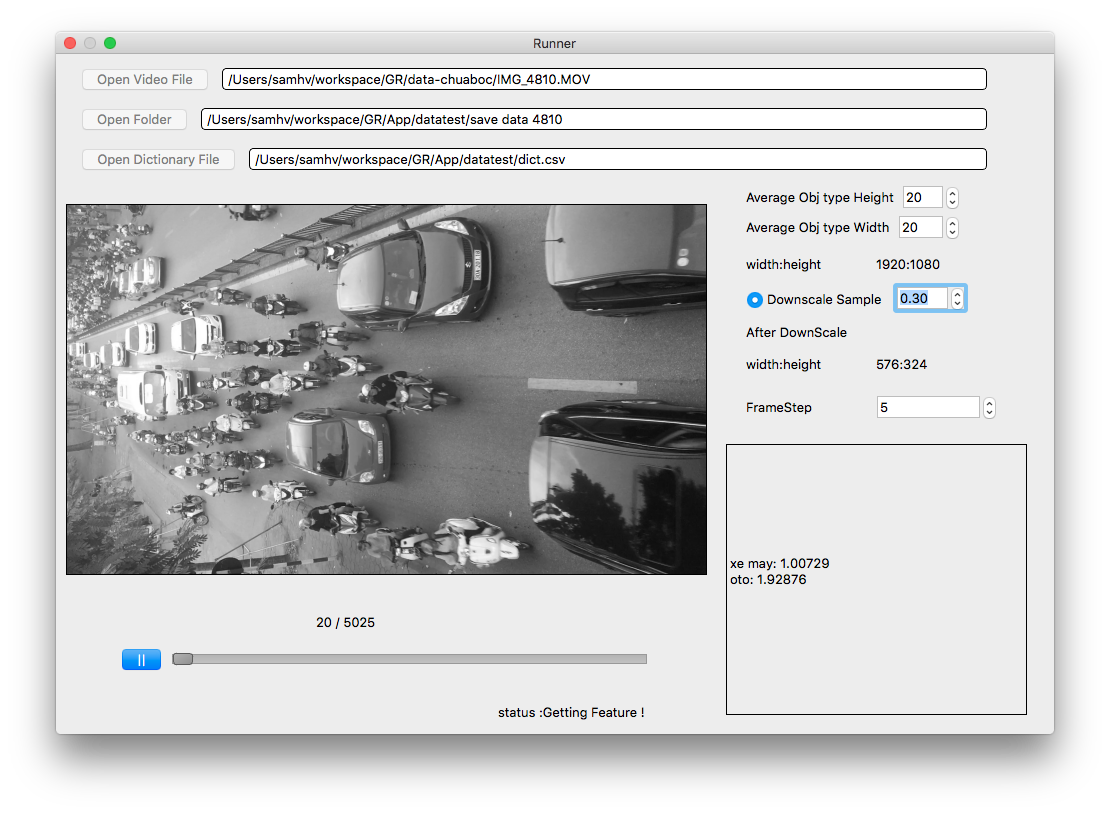 Runner
Open Video File /Users/samhv/workspace/GR/data-chuaboc/IMG_4810.MOV
Open Folder /Users/samhv/workspace/GR/App/datatest/save data 4810
Open Dictionary File /Users/samhv/workspace/GR/App/datatest/dict.csv
Average Obj type Height 20
Average Obj type Width 20
width:height 1920:1080
Downscale Sample 0.30
After DownScale
width:height 576:324
FrameStep 5
xe may: 1.00729
oto: 1.92876
20 / 5025
status :Getting Feature !